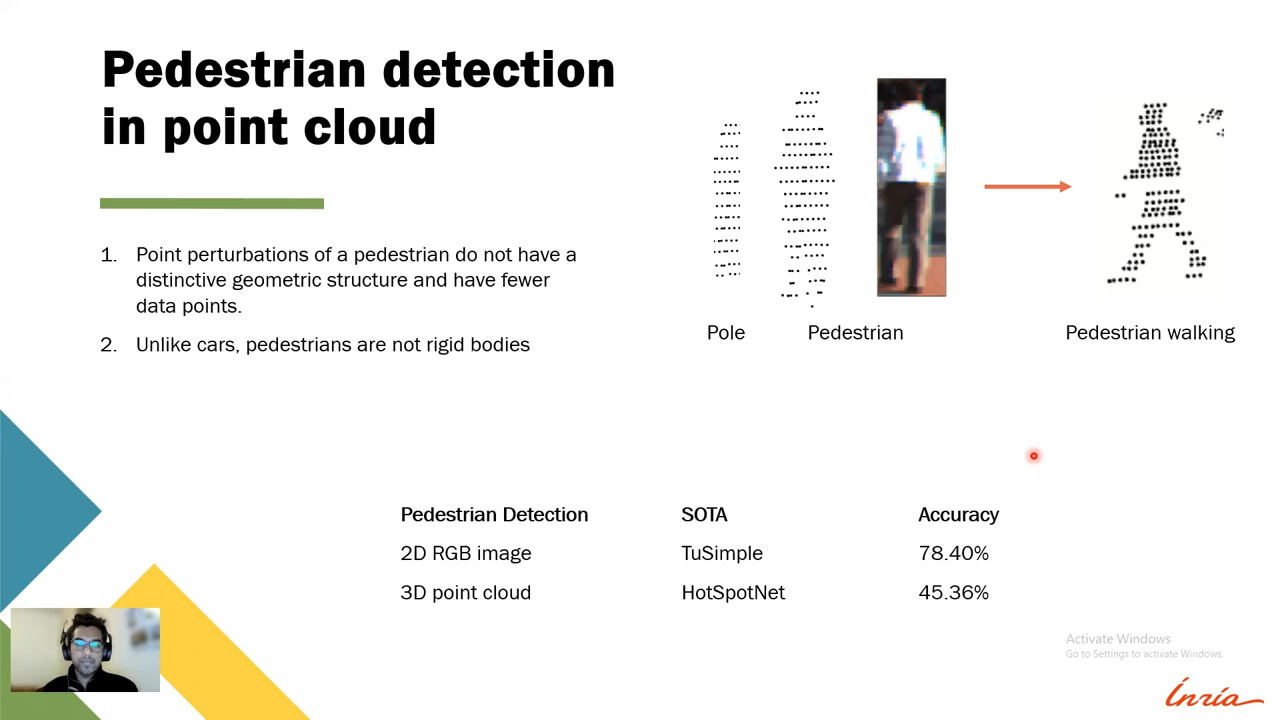 Pedestrian detection
in point cloud
1. Point perturbations of a pedestrian do not have a
distinctive geometric structure and have fewer
data points.
2. Unlike cars, pedestrians are not rigid bodies
Pole
Pedestrian
Pedestrian walking
Pedestrian Detection SOTA Accuracy
2D RGB image TuSimple 78.40%
3D point cloud HotSpotNet 45.36%
Activate Windows
Go to Settings to activate Windows.
Inria